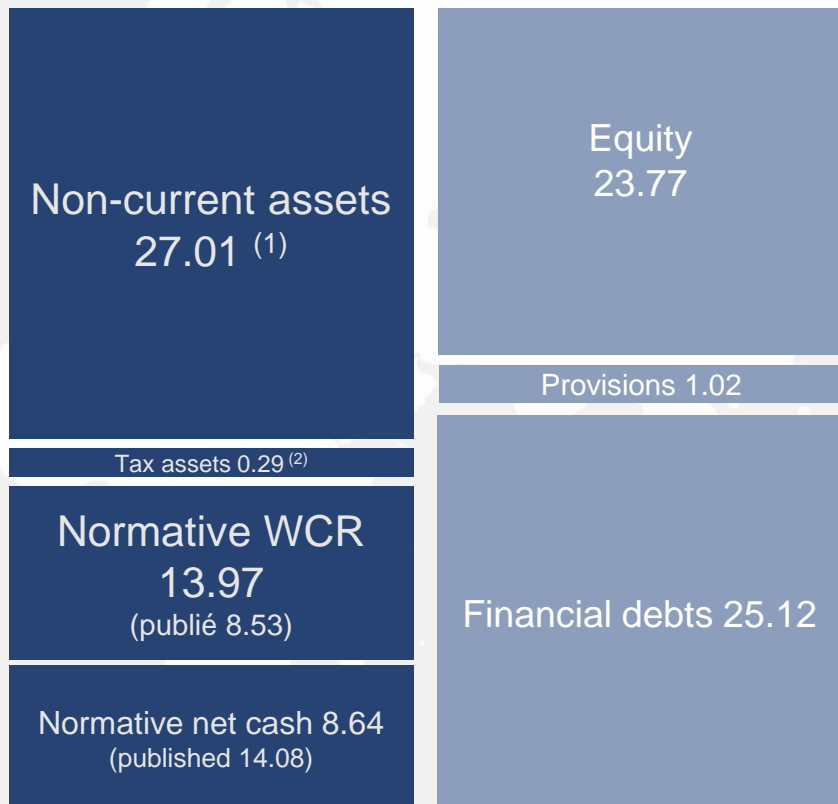 Non-current assets
27.01 (1)
Tax assets 0.29 (2)
Normative WCR
13.97
(publié 8.53)
Normative net cash 8.64
(published 14.08)
Equity
23.77
Provisions 1.02
Financial debts 25.12